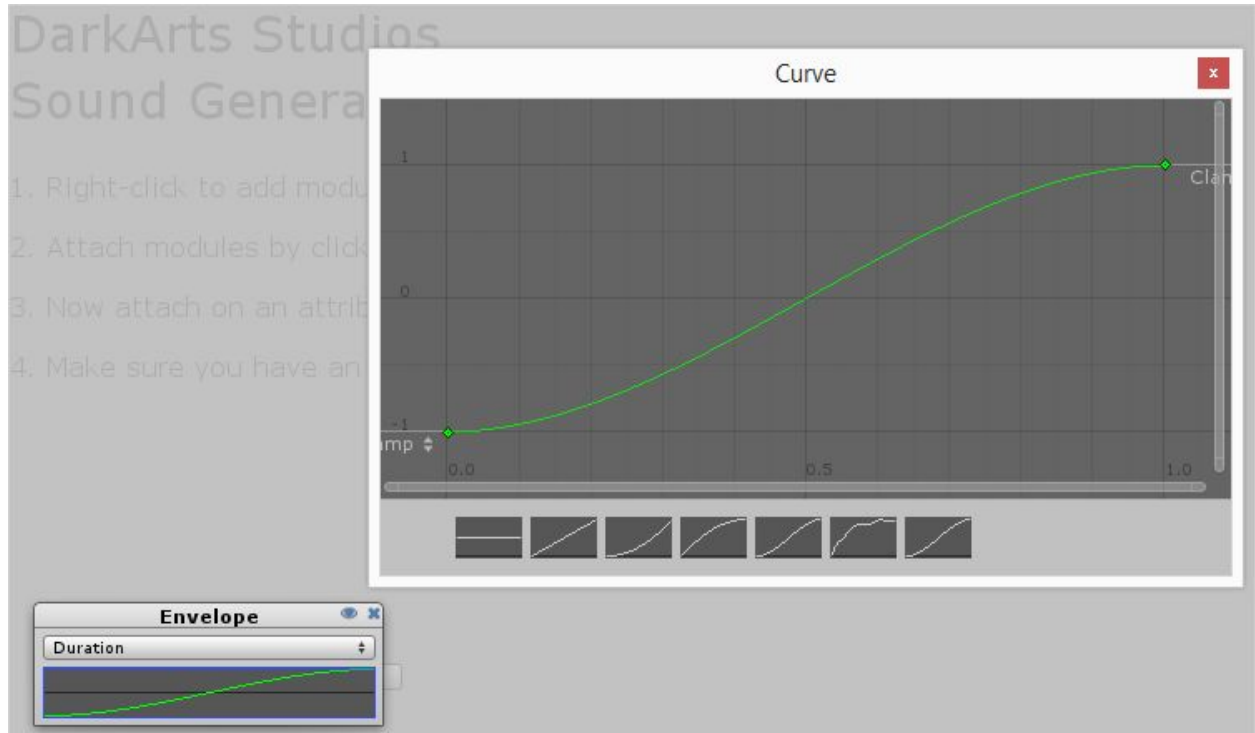 DarkArts Studios
Sound Genera
Curve
x
1
0
-1
Clam
amp
0.0
0.5
1.0
1. Right-click to add modu
2. Attach modules by click
3. Now attach on an attrib
4. Make sure you have an
Envelope
Duration